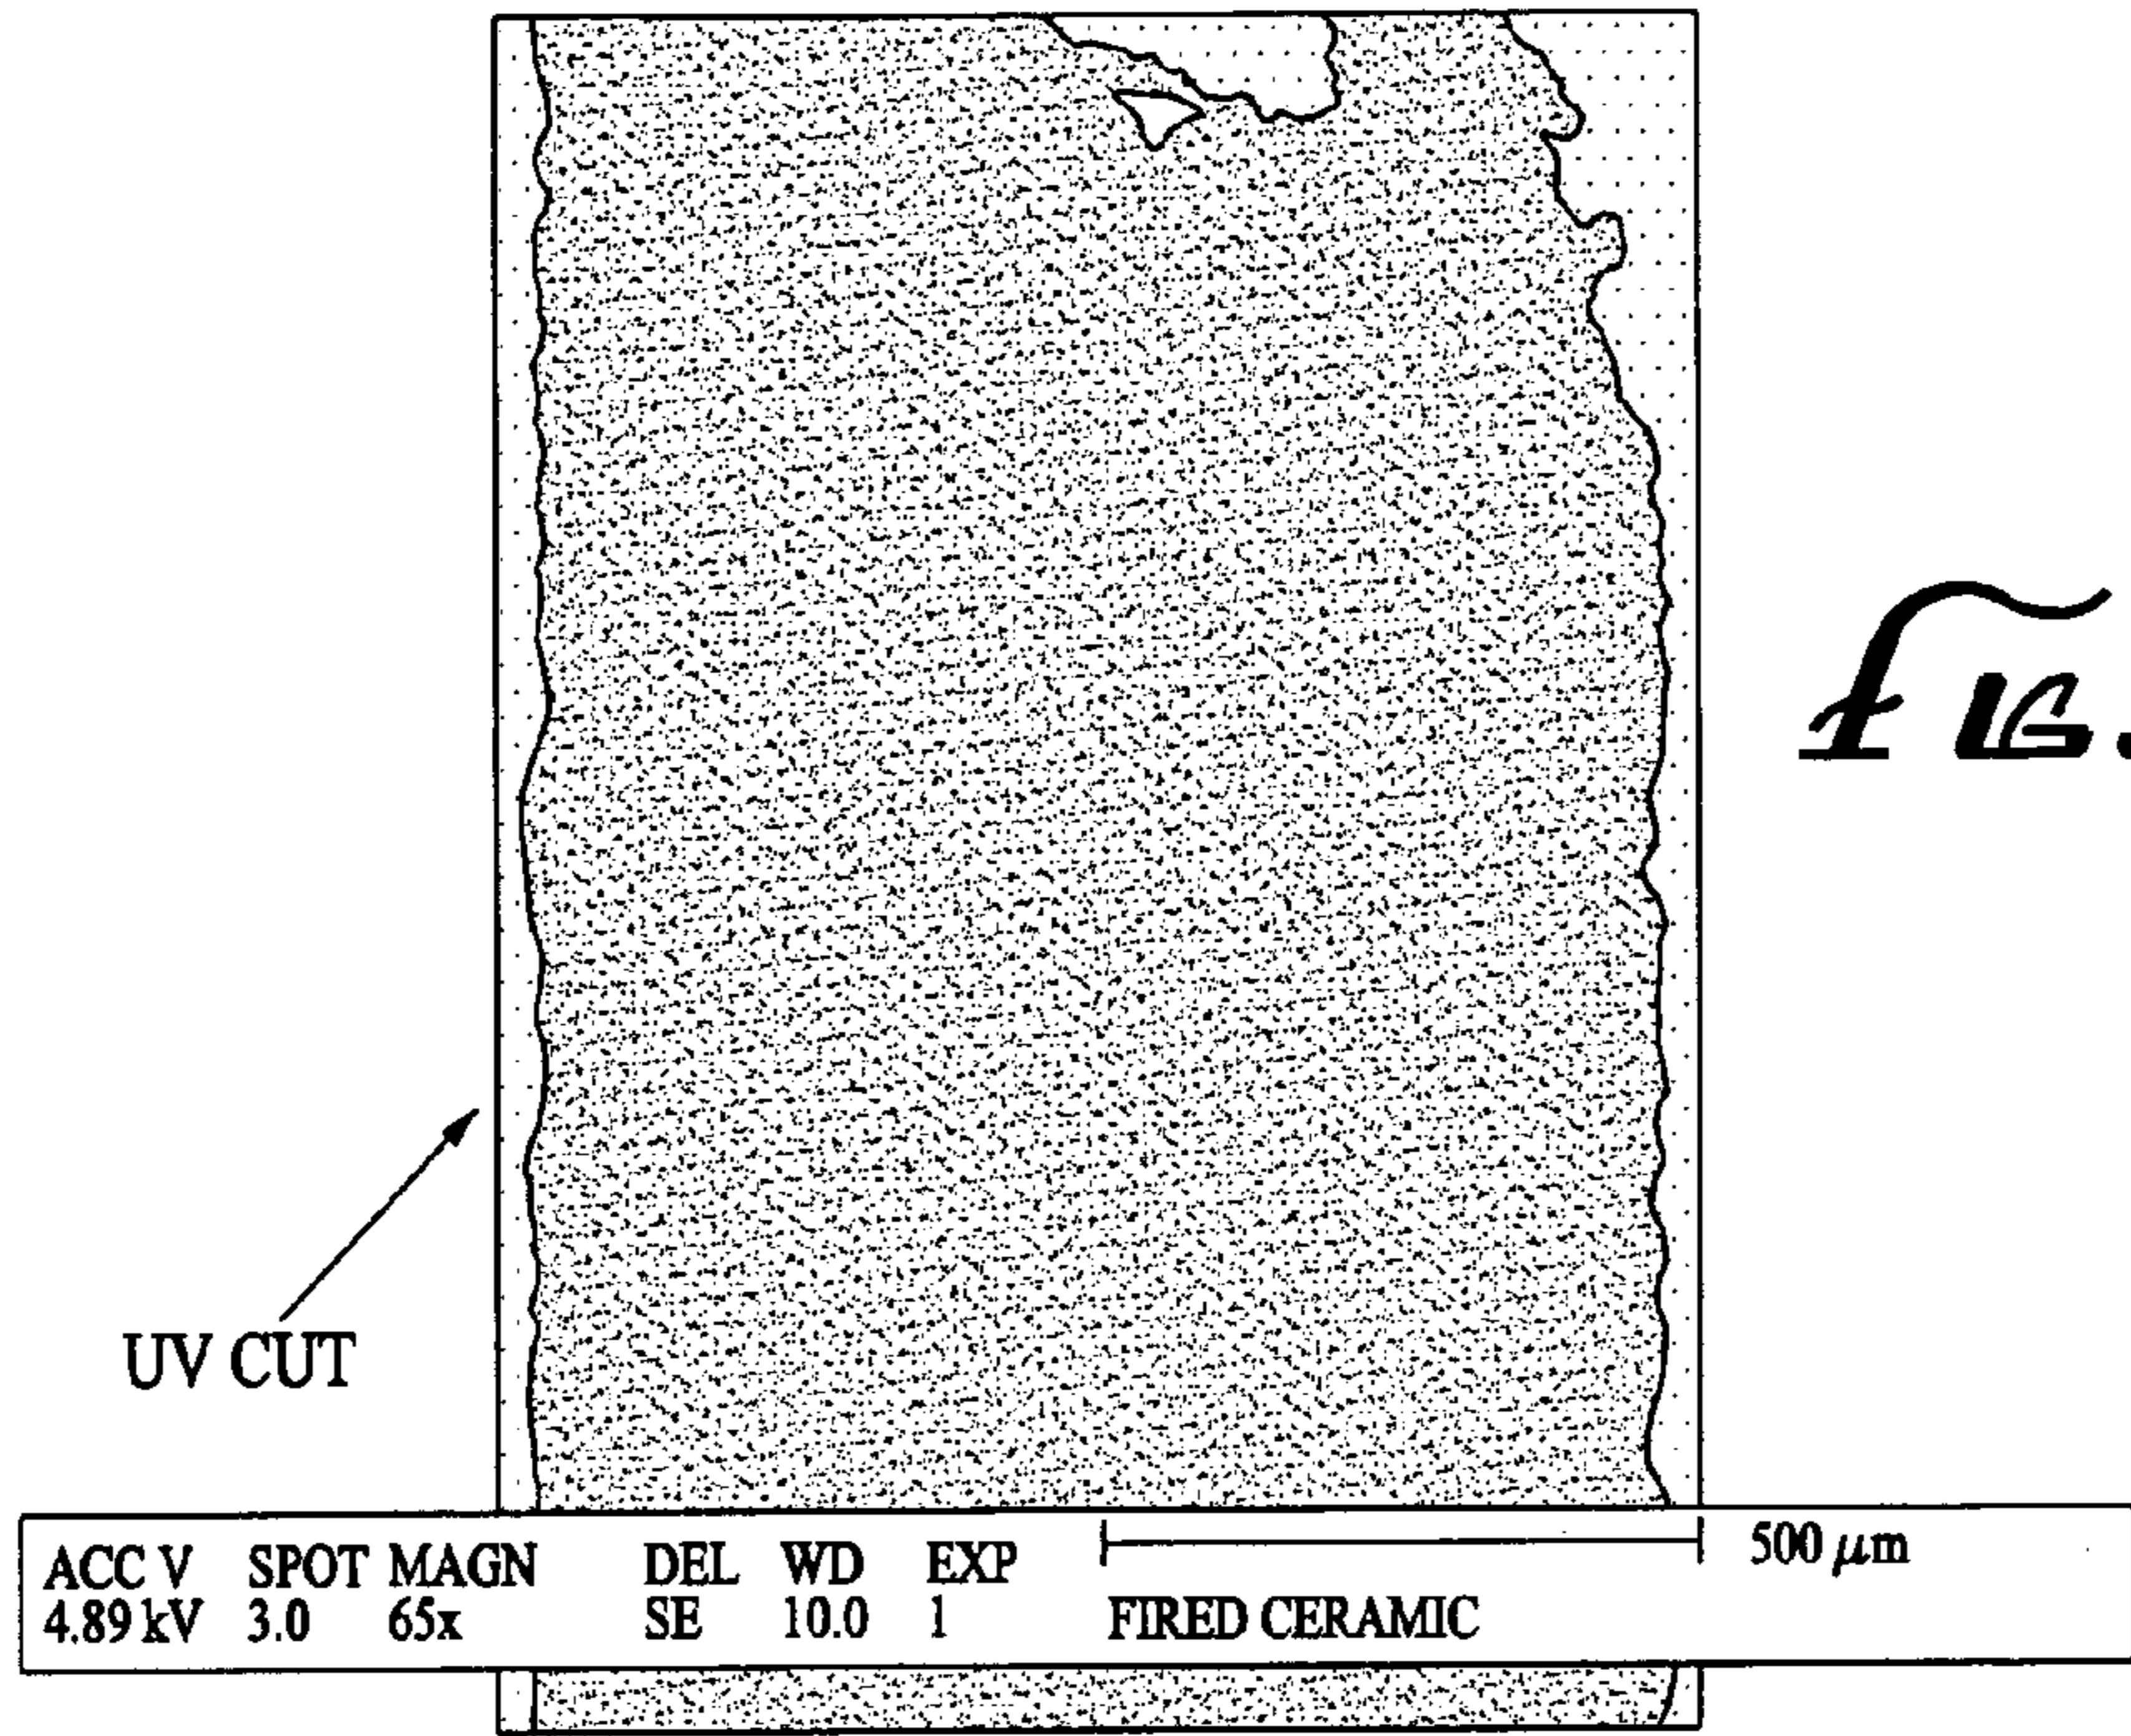 FIG.
UV CUT
500 μm
ACC V SPOT MAGN DEL WD EXP
4.89 kV 3.0 65x SE 10.0 1 FIRED CERAMIC